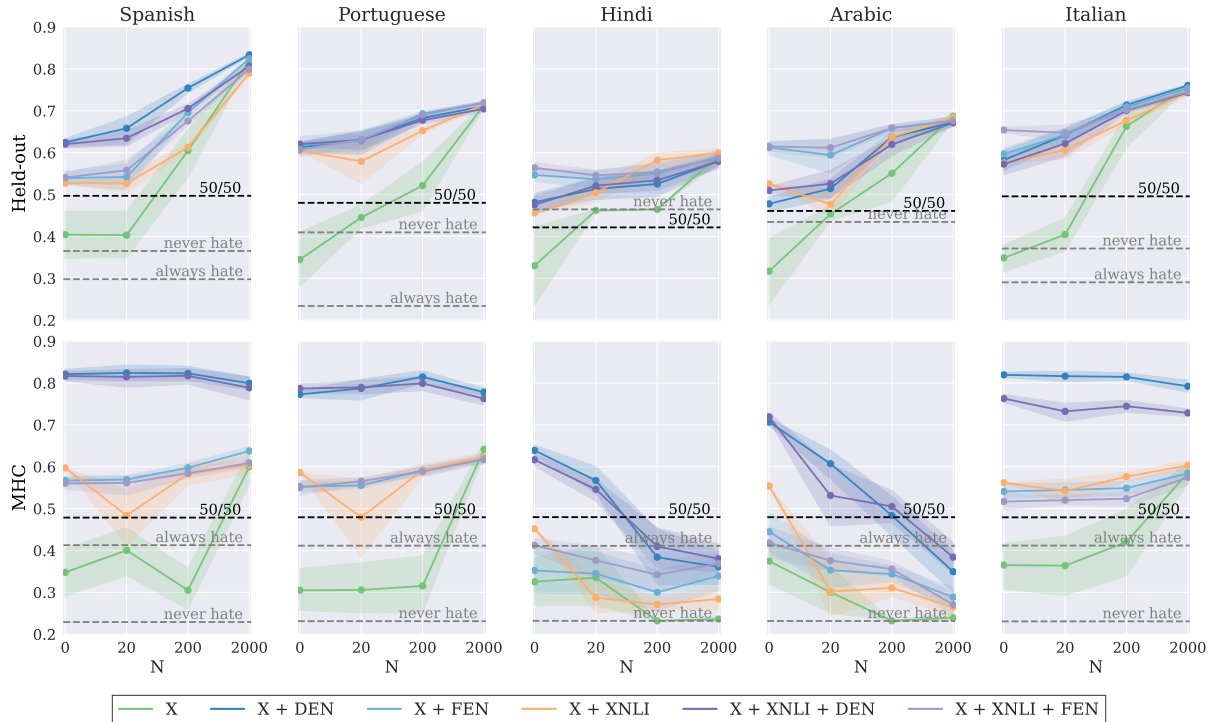 Spanish Portuguese Hindi Arabic Italian
Held-out
0.9
0.8
0.7
0.6
0.5
0.4
0.3
0.2
50/50
never hate
always hate
50/50
never hate
always hate
never hate
50/50
50/50
never hate
50/50
never hate
always hate
MHC
0.9
0.8
0.7
0.6
0.5
0.4
0.3
0.2
50/50
always hate
never hate
50/50
always hate
never hate
50/50
always hate
never hate
50/50
always hate
never hate
50/50
always hate
never hate
0 20 200 2000 0 20 200 2000 0 20 200 2000 0 20 200 2000 0 20 200 2000
N N N N N
X X + DEN X + FEN X + XNLI X + XNLI + DEN X + XNLI + FEN